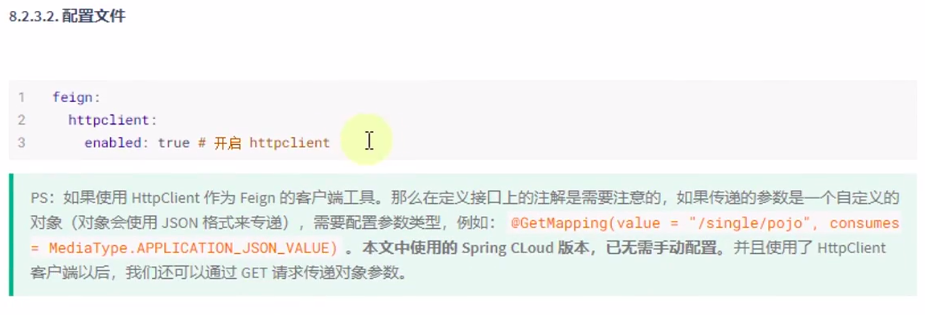 8.2.3.2. 配置文件
1 feign:
2 httpclient:
3 enabled: true # 开启 httpclient
PS：如果使用 HttpClient 作为 Feign 的客户端工具。那么在定义接口上的注解是需要注意的，如果传递的参数是一个自定义的
对象（对象会使用 JSON 格式来专递），需要配置参数类型，例如： @GetMapping(value = "/single/pojo", consumes
= MediaType.APPLICATION_JSON_VALUE) 。本文中使用的 Spring CLoud 版本，已无需手动配置。并且使用了 HttpClient
客户端以后，我们还可以通过 GET 请求传递对象参数。